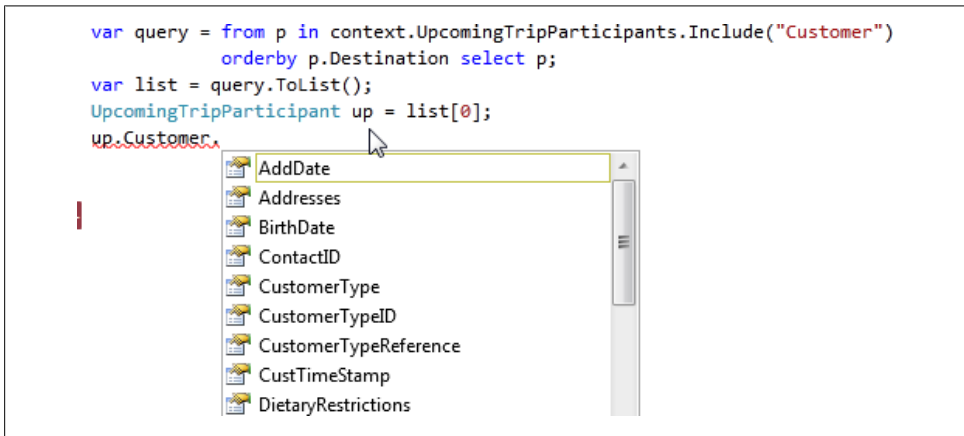 var query = from p in context.UpcomingTripParticipants.Include("Customer")
orderby p.Destination select p;
var list = query.ToList();
UpcomingTripParticipant up = list[0];
up.Customer.
AddDate
Addresses
BirthDate
ContactID
CustomerType
CustomerTypeID
CustomerTypeReference
CustTimeStamp
DietaryRestrictions